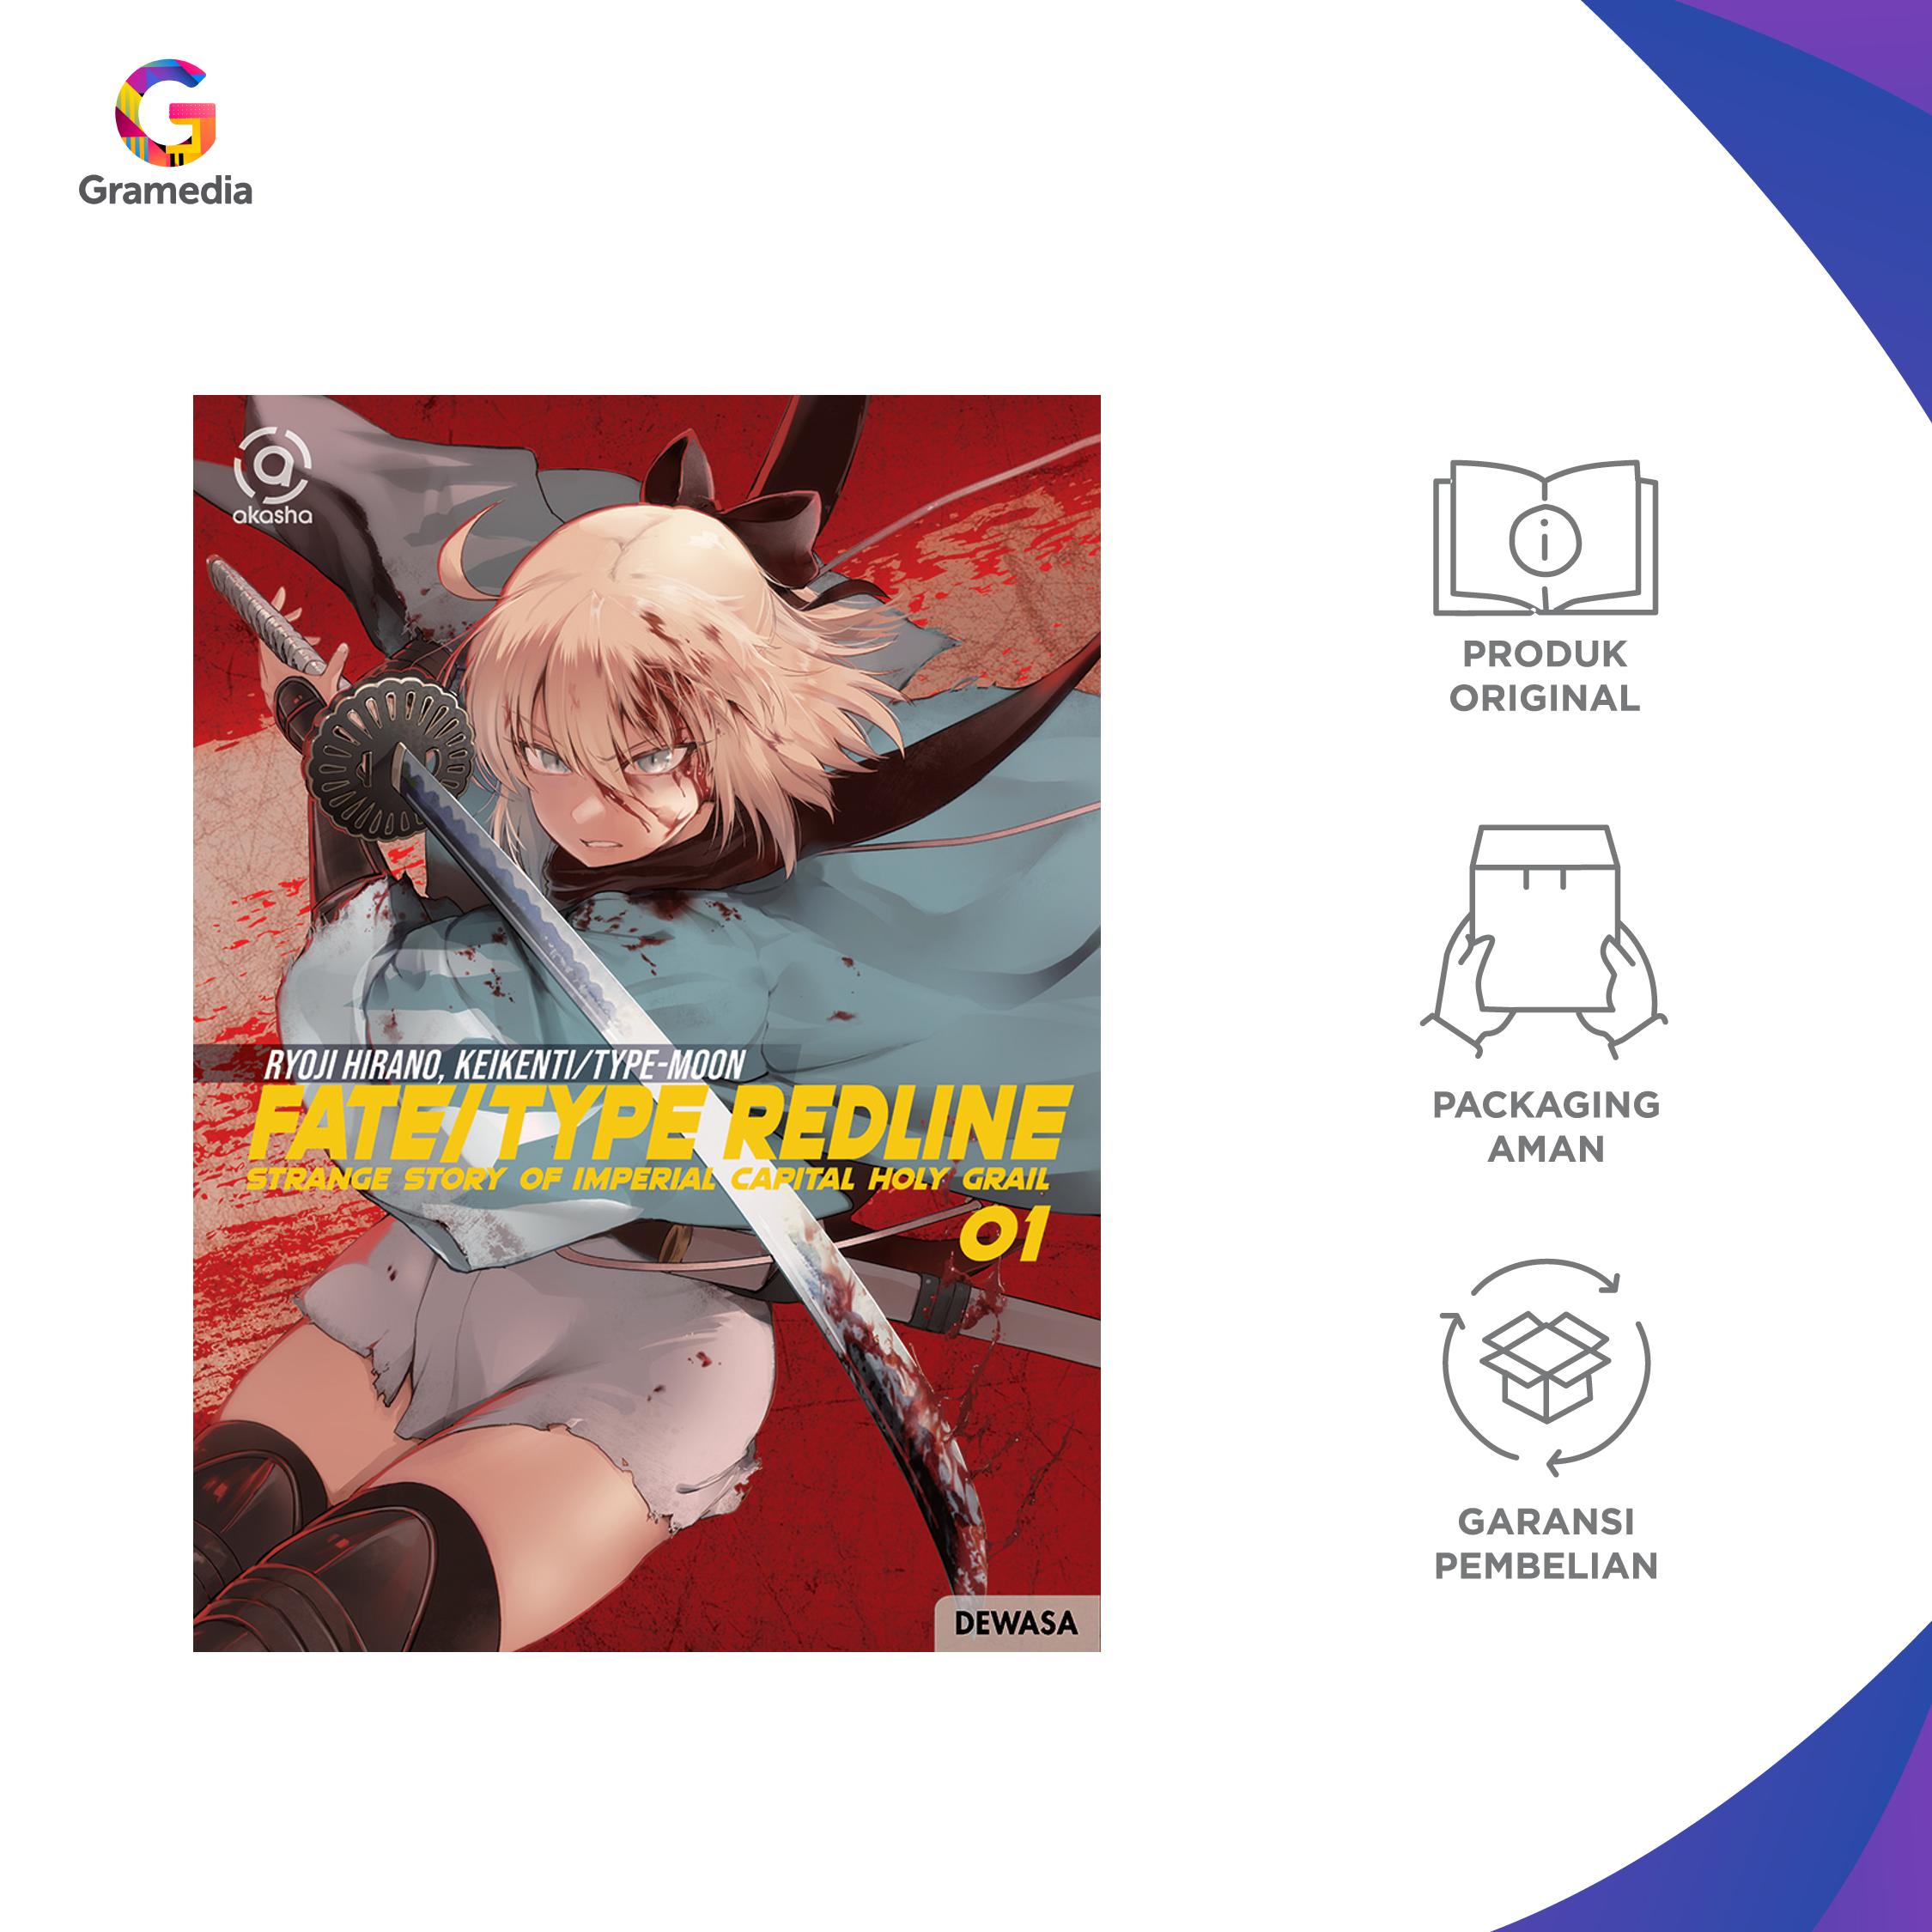 Gramedia
akasha
RYOJI HIRANO, KEIKENTI/TYPE-MOON
FATE/TYPE REDLINE
STRANGE STORY OF IMPERIAL CAPITAL HOLY GRAIL
01
DEWASA
PRODUK
ORIGINAL
PACKAGING
AMAN
GARANSI
PEMBELIAN